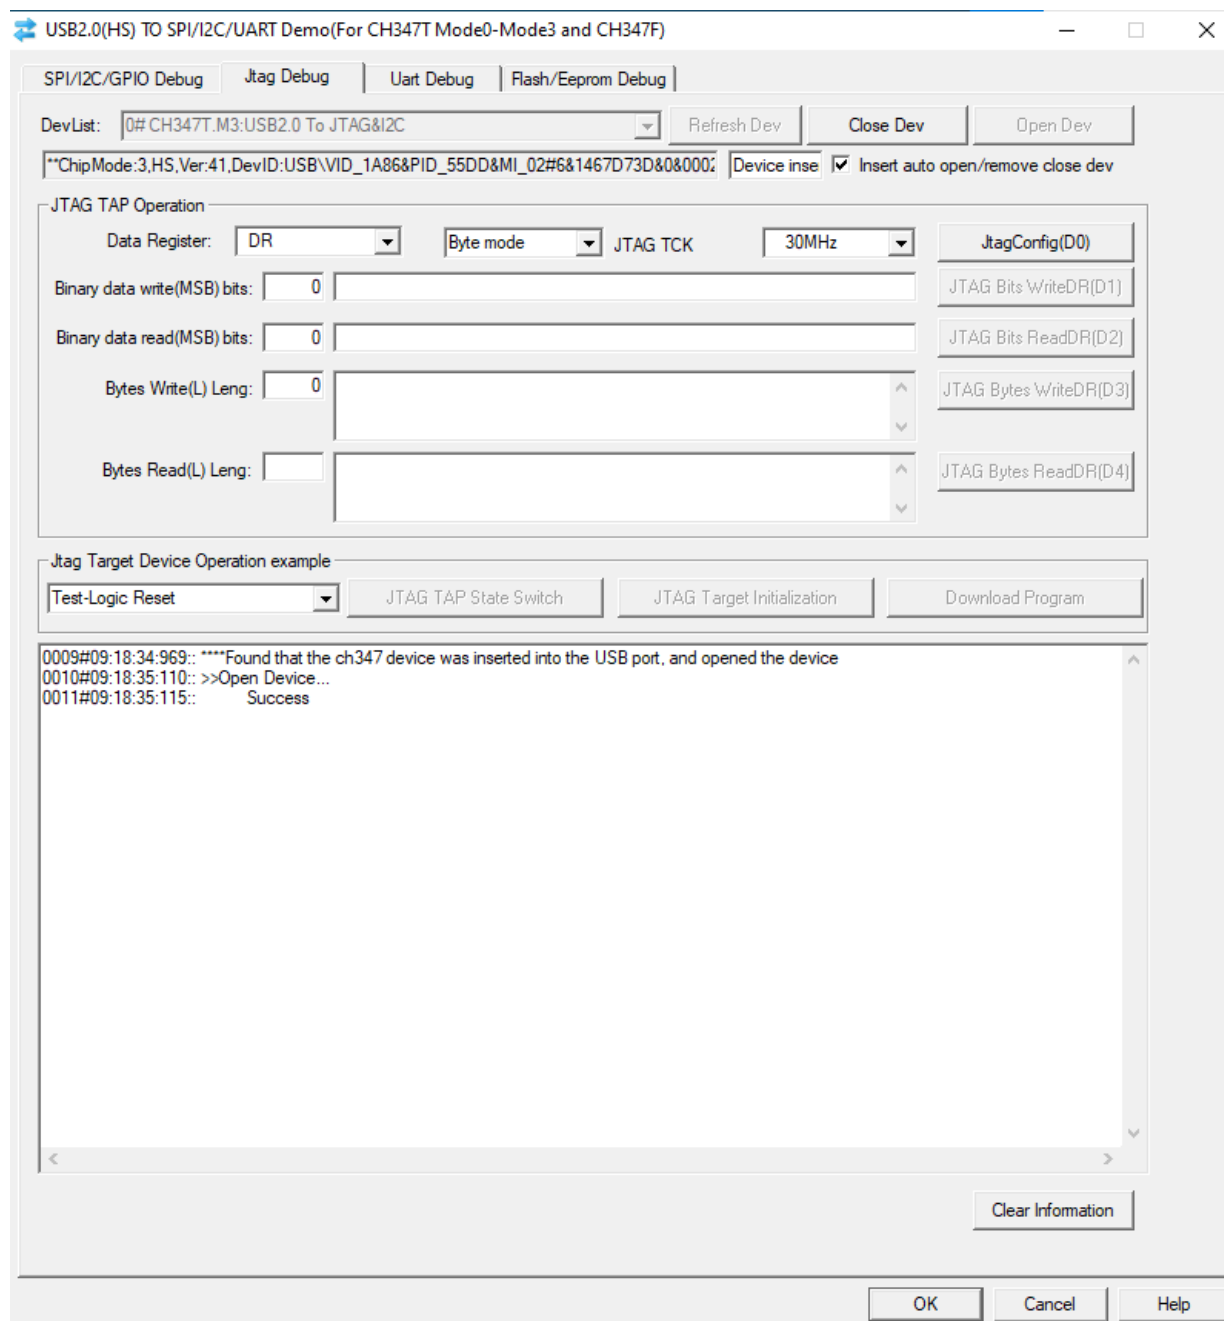 USB2.0(HS) TO SPI/I2C/UART Demo(For CH347T Mode0-Mode3 and CH347F)
SPI/I2C/GPIO Debug Jtag Debug Uart Debug Flash/Eeprom Debug
DevList: 0# CH347T.M3:USB2.0 To JTAG&I2C Refresh Dev Close Dev Open Dev
**ChipMode:3,HS,Ver:41,DevID:USB\VID_1A86&PID_55DD&MI_02#6&1467D73D&0&0002 Device inse Insert auto open/remove close dev
JTAG TAP Operation
Data Register: DR Byte mode JTAG TCK 30MHz JtagConfig(D0)
Binary data write(MSB) bits: 0 JTAG Bits WriteDR(D1)
Binary data read(MSB) bits: 0 JTAG Bits ReadDR(D2)
Bytes Write(L) Leng: 0 JTAG Bytes WriteDR(D3)
Bytes Read(L) Leng: JTAG Bytes ReadDR(D4)
Jtag Target Device Operation example
Test-Logic Reset JTAG TAP State Switch JTAG Target Initialization Download Program
0009#09:18:34:969:: ****Found that the ch347 device was inserted into the USB port, and opened the device
0010#09:18:35:110:: >>Open Device...
0011#09:18:35:115:: Success
Clear Information
OK Cancel Help